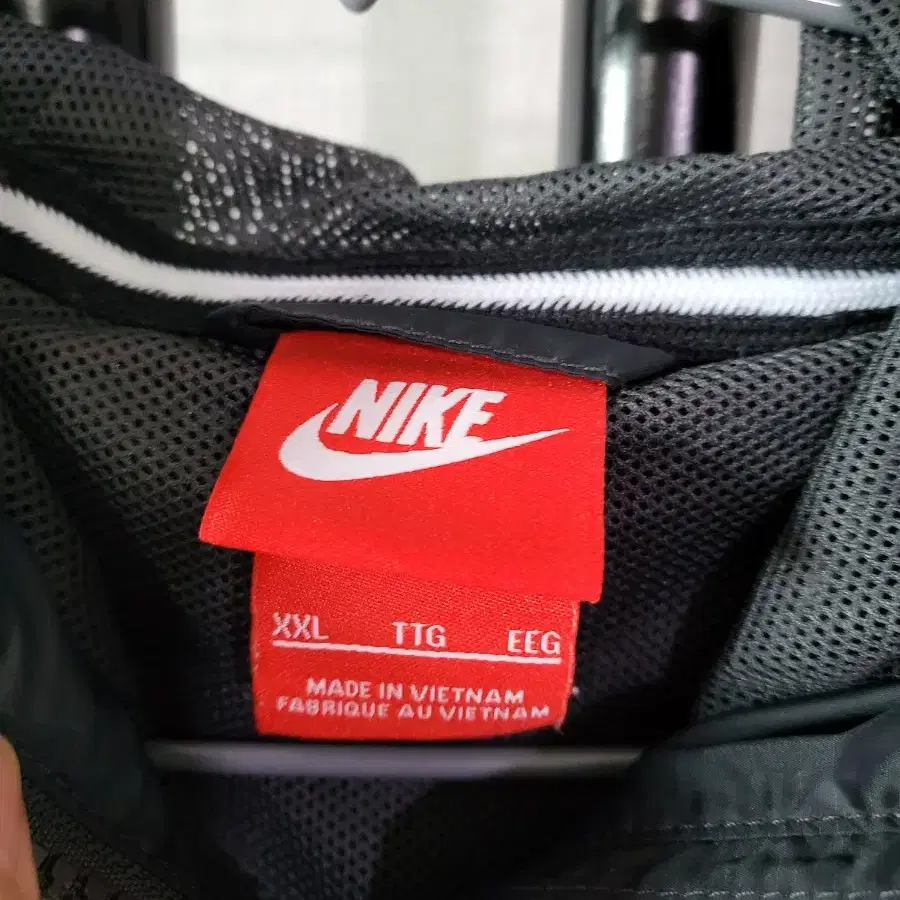 NIKE
XXL TTG EEG
MADE IN VIETNAM
FABRIQUE AU VIETNAM